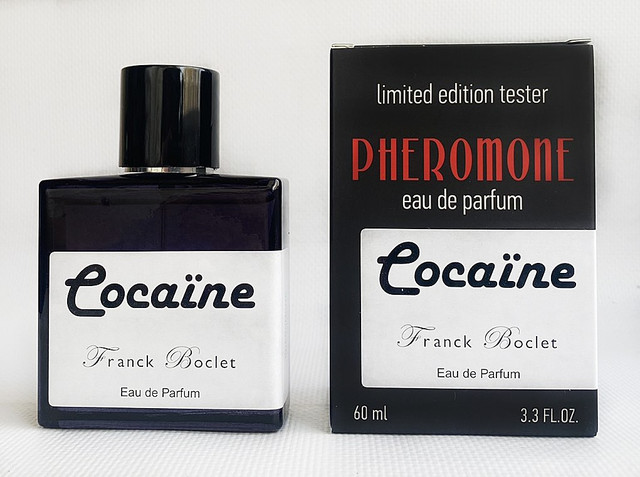 Cocaïne
Franck Boclet
Eau de Parfum
limited edition tester
PHEROMONE
eau de parfum
Cocaïne
Franck Boclet
Eau de Parfum
60 ml 3.3 FL.OZ.